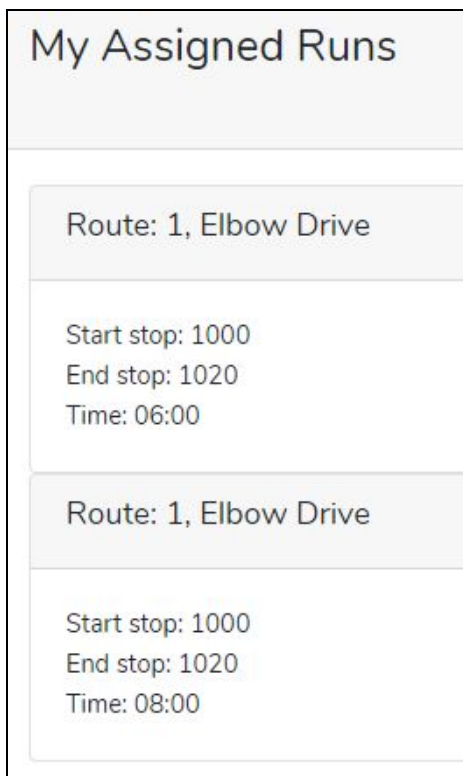 My Assigned Runs
Route: 1, Elbow Drive
Start stop: 1000
End stop: 1020
Time: 06:00
Route: 1, Elbow Drive
Start stop: 1000
End stop: 1020
Time: 08:00